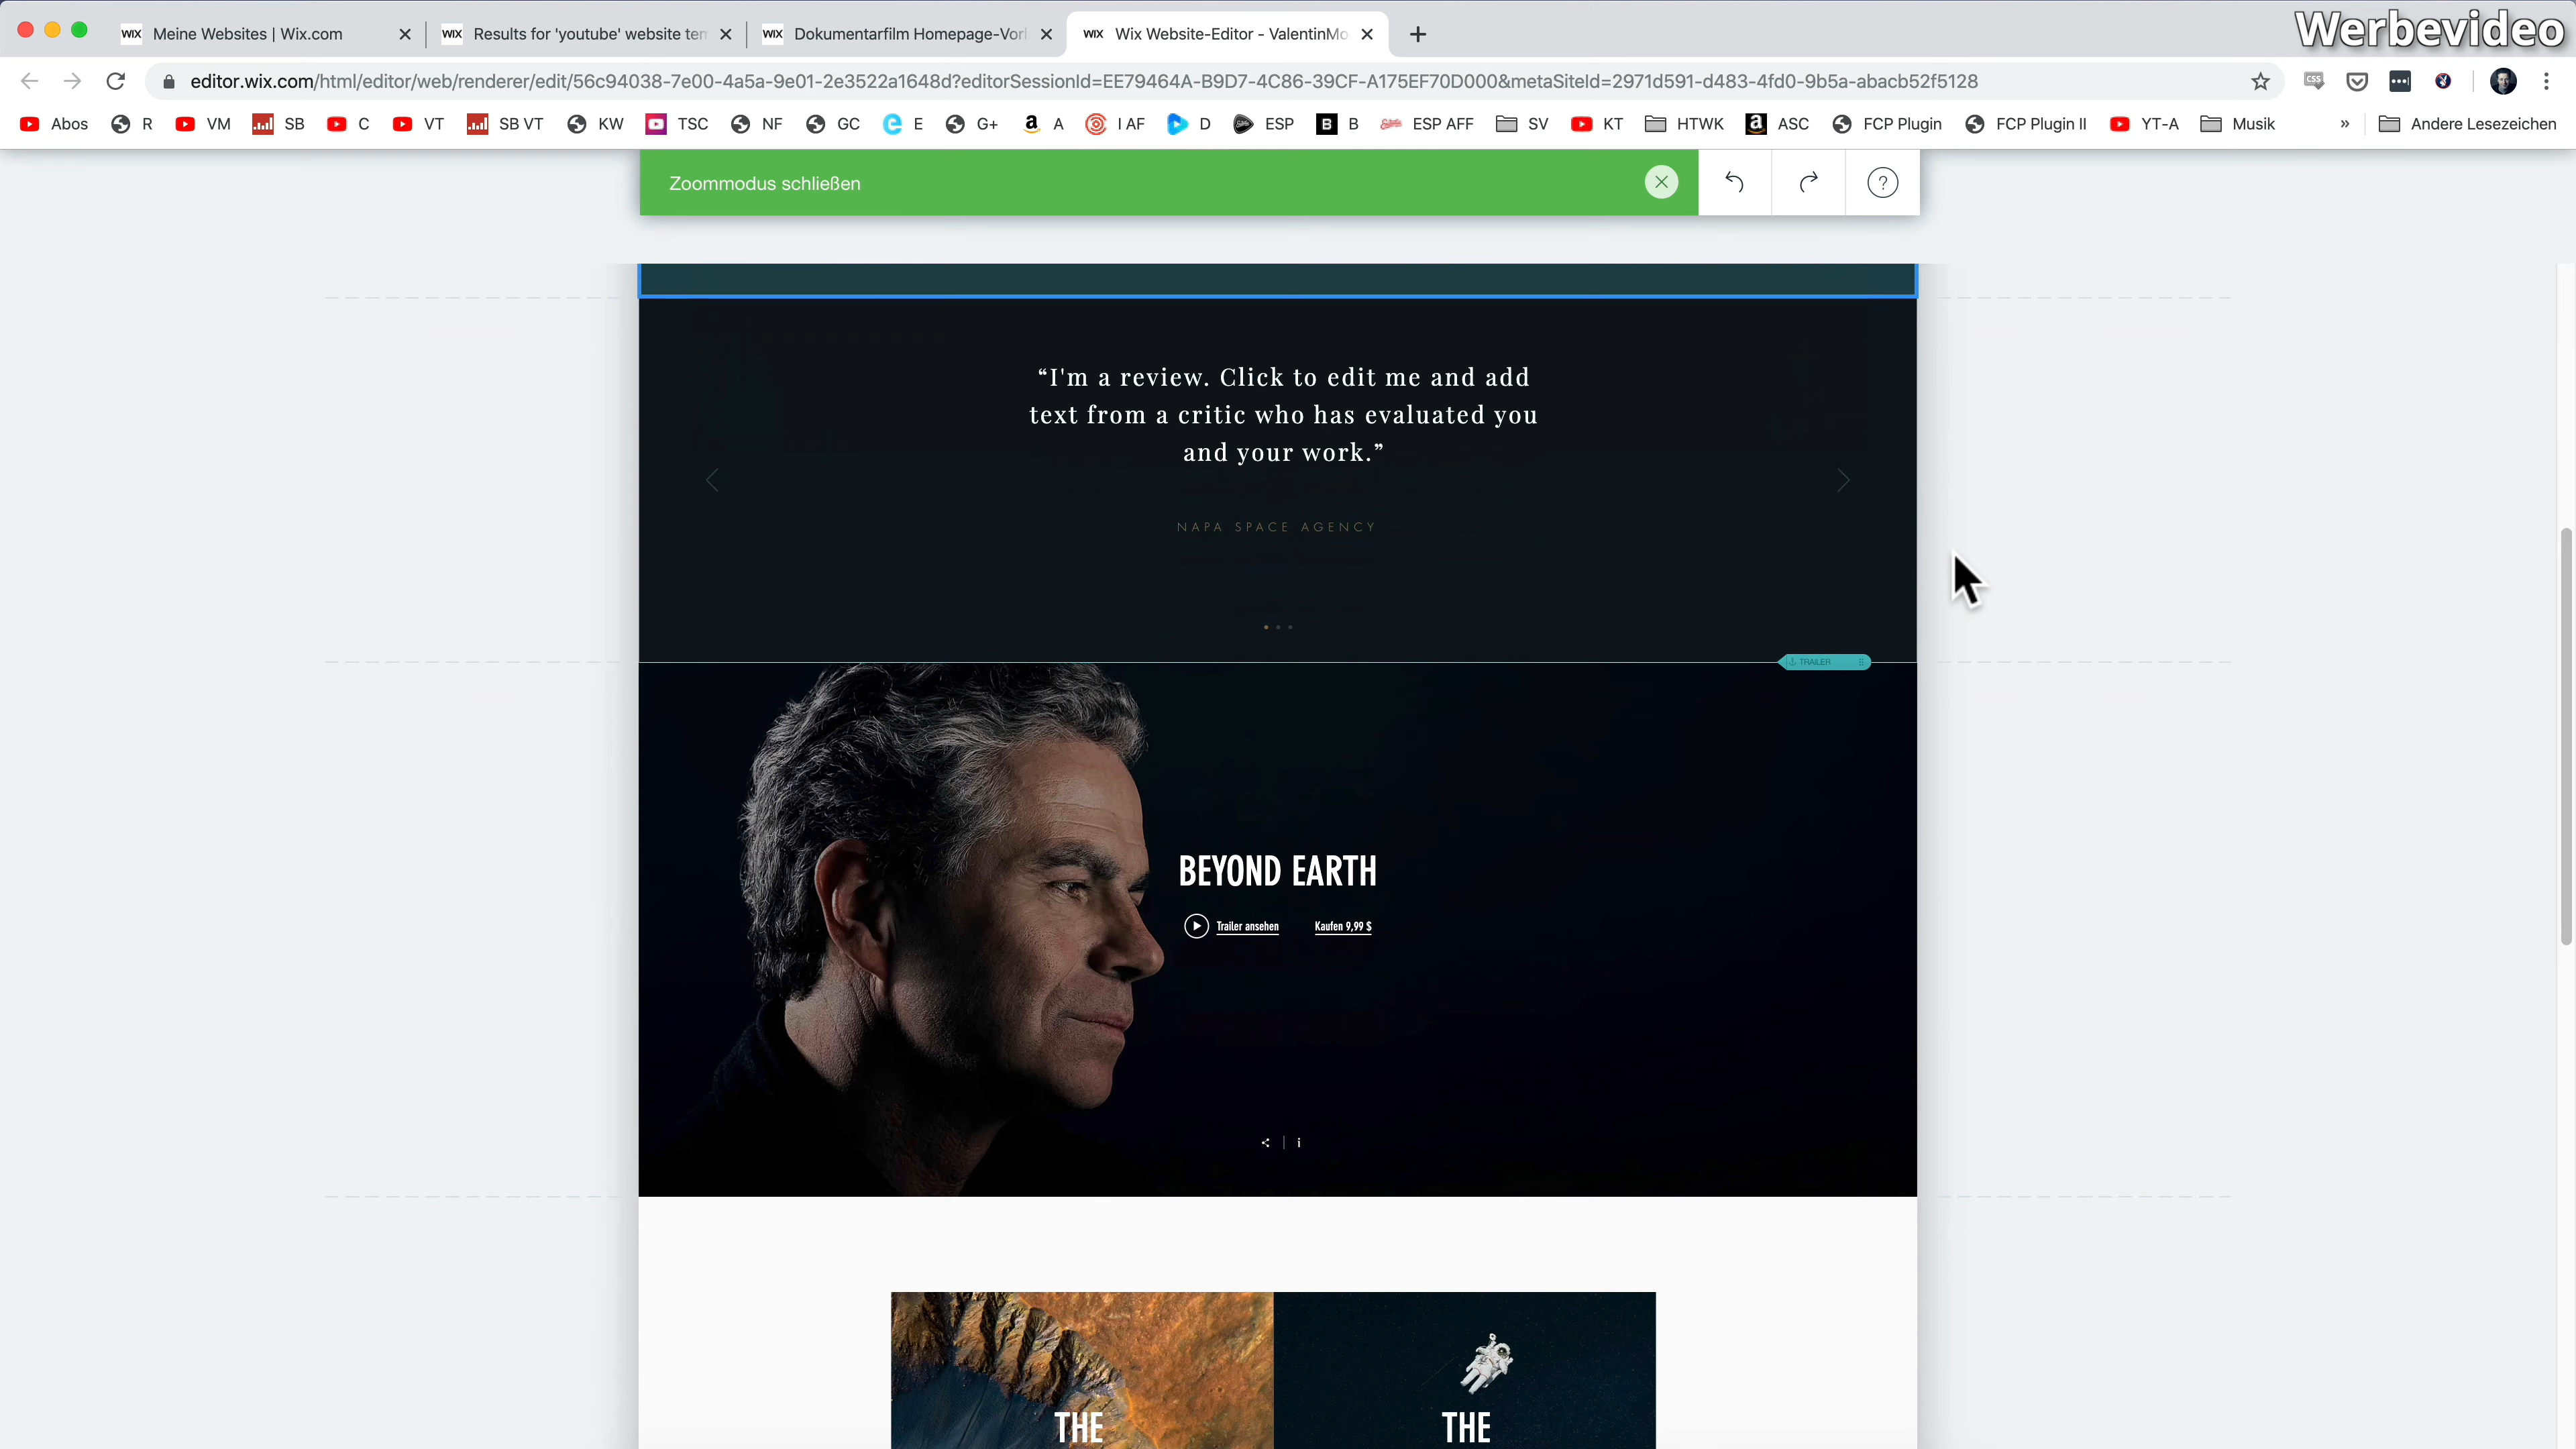 Werbevideo
WIX Meine Websites | Wix.com
WIX Results for 'youtube' website ten
WIX Dokumentarfilm Homepage-Vorl
WIX Wix Website-Editor - ValentinMo
editor.wix.com/html/editor/web/renderer/edit/56c94038-7e00-4a5a-9e01-2e3522a1648d?editorSessionId=EE79464A-B9D7-4C86-39CF-A175EF70D000&metaSiteId=2971d591-d483-4fd0-9b5a-abacb52f5128
CSS
Abos R VM SB C VT SB VT KW TSC NF GC E G+ A I AF D ESP B B ESP AFF SV KT HTWK ASC FCP Plugin FCP Plugin II YT-A Musik » Andere Lesezeichen
Zoommodus schließen
?
“I'm a review. Click to edit me and add
text from a critic who has evaluated you
and your work.”
NAPA SPACE AGENCY
TRAILER
BEYOND EARTH
Trailer ansehen Kaufen 9,99 $
THE THE